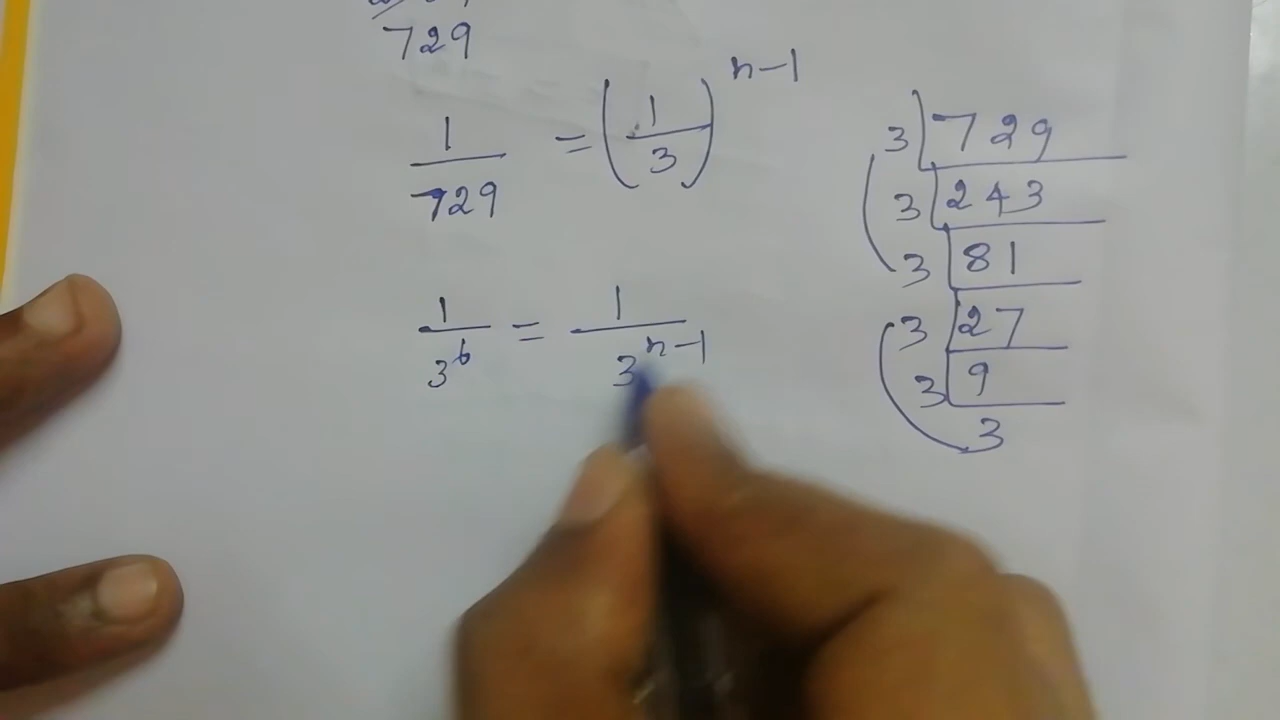 729
1/729 = (1/3)^(n-1)
1/3^6 = 1/3^(n-1)
3 | 729
3 | 243
3 | 81
3 | 27
3 | 9
3